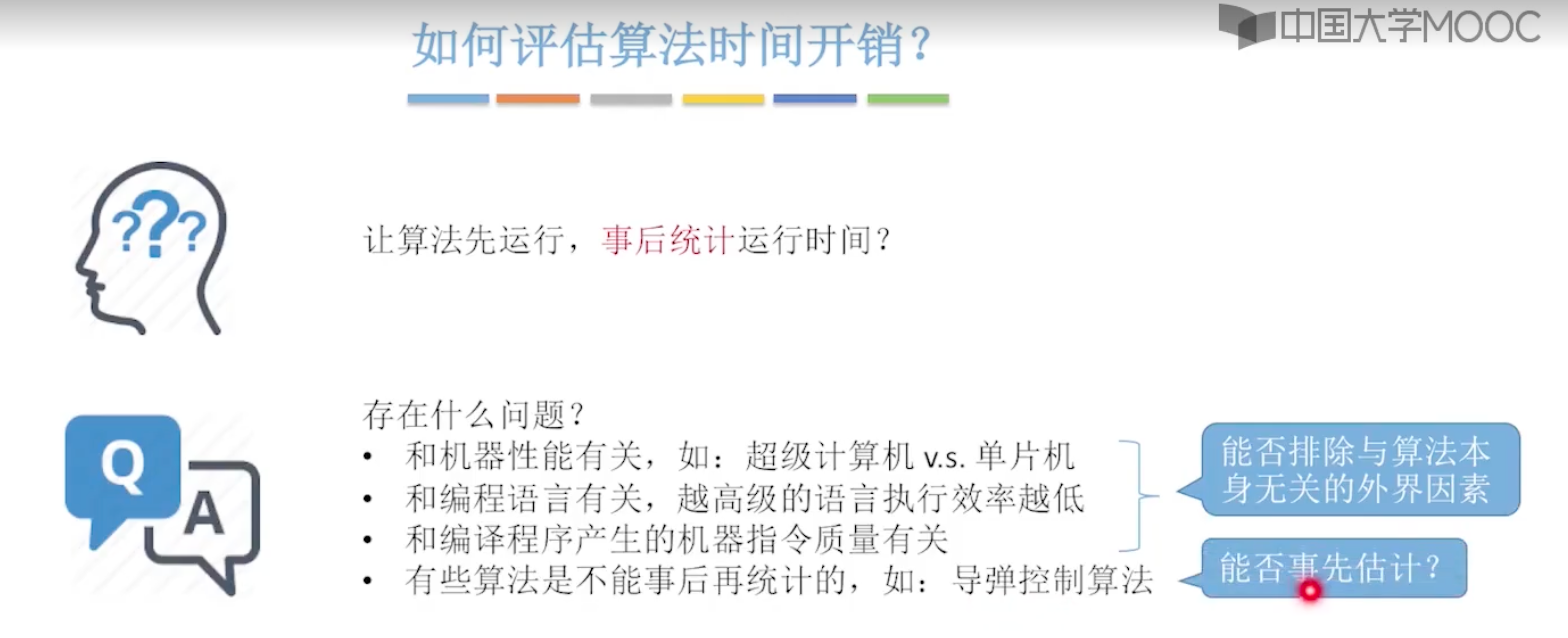 中国大学MOOC
如何评估算法时间开销？
???
让算法先运行，事后统计运行时间？
Q
A
存在什么问题？
• 和机器性能有关，如：超级计算机 v.s. 单片机
• 和编程语言有关，越高级的语言执行效率越低
• 和编译程序产生的机器指令质量有关
• 有些算法是不能事后再统计的，如：导弹控制算法
能否排除与算法本
身无关的外界因素
能否事先估计？